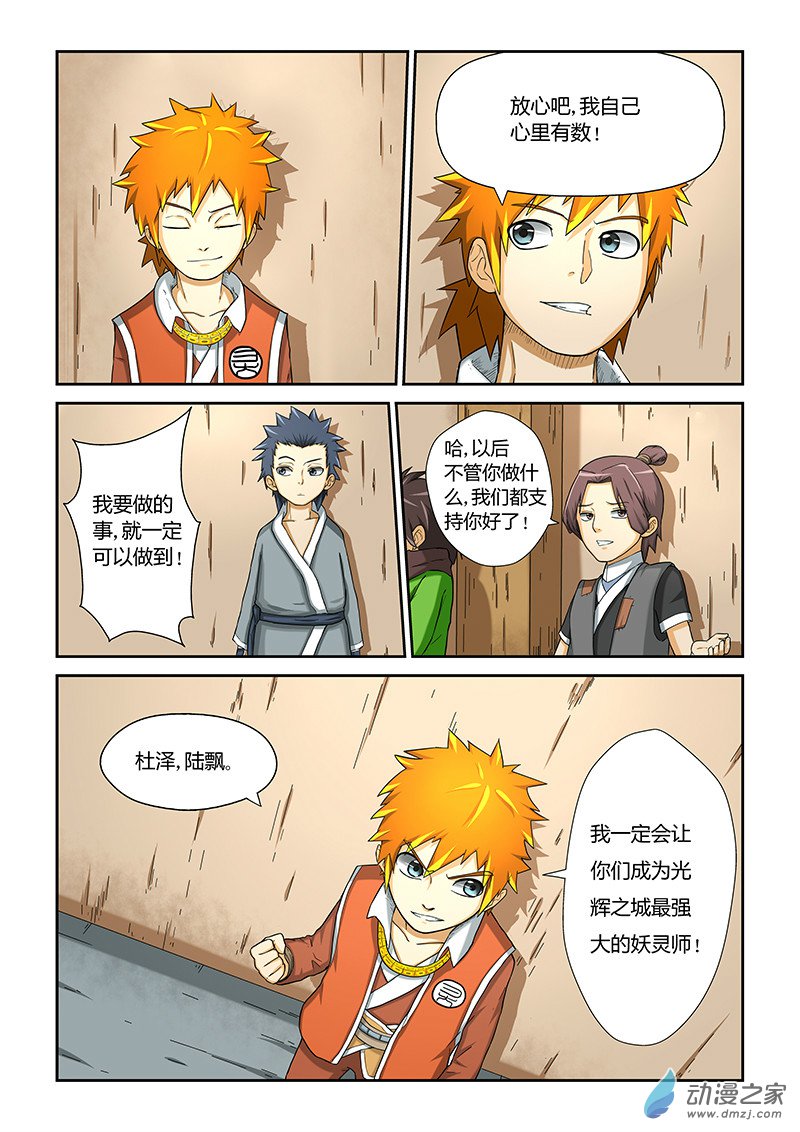 放心吧,我自己
心里有数!
我要做的
事,就一定
可以做到!
哈,以后
不管你做什
么,我们都支
持你好了!
杜泽,陆飘。
我一定会让
你们成为光
辉之城最强
大的妖灵师!
动漫之家
www.dmzj.com